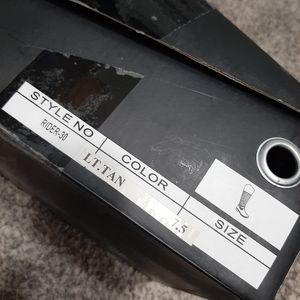 STYLE NO
RIDER-30
COLOR
LT.TAN
SIZE
7.5